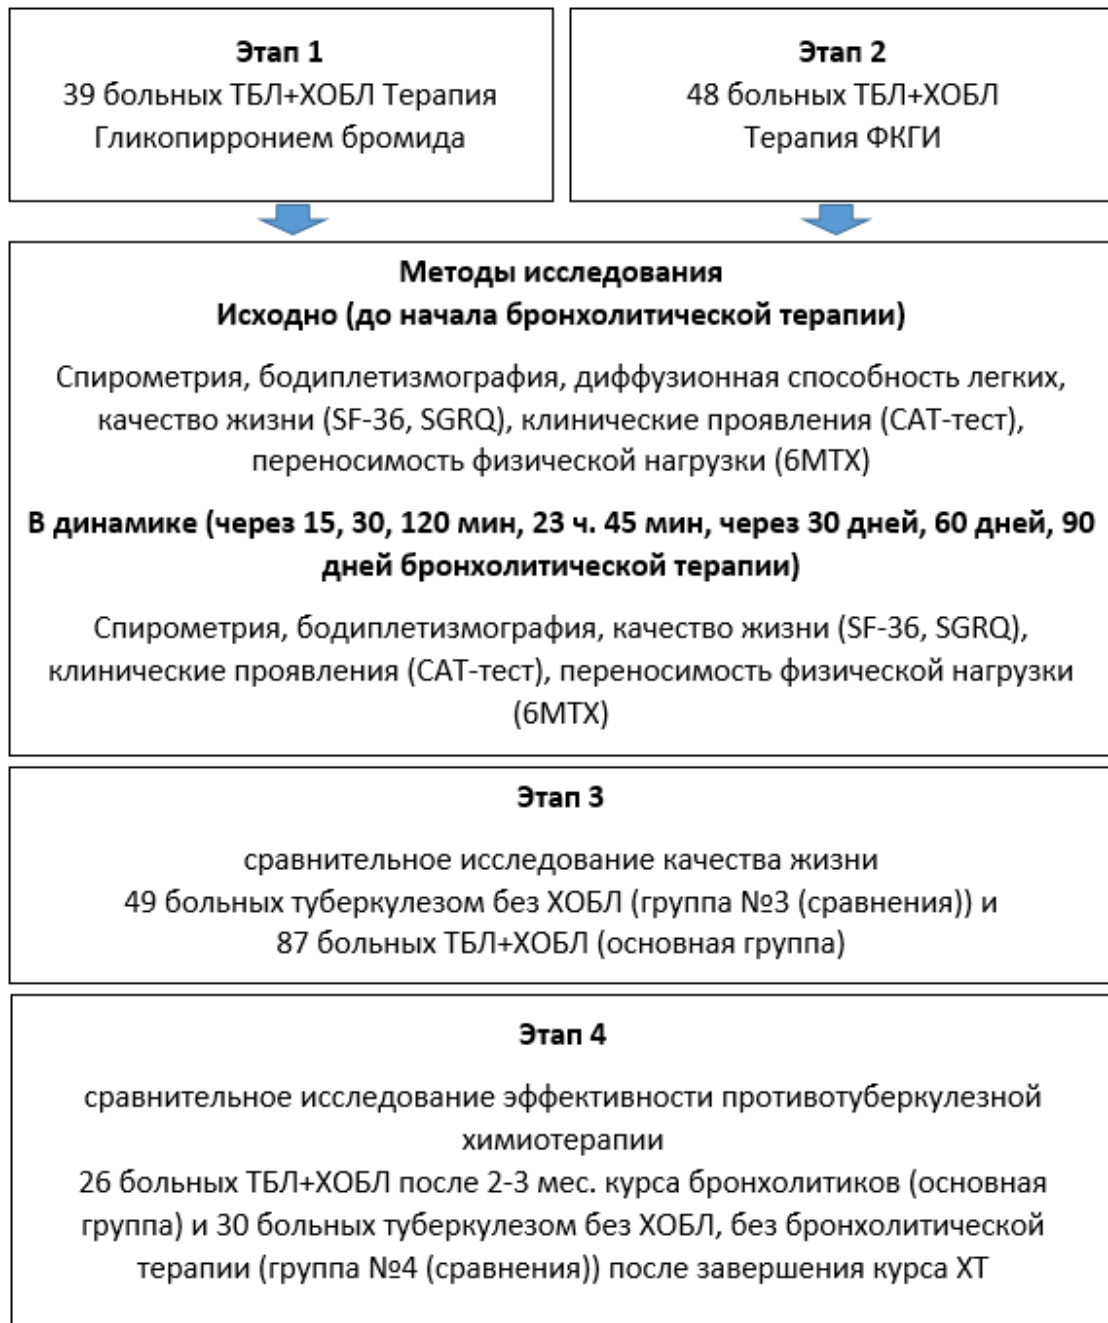 Этап 1
39 больных ТБЛ+ХОБЛ Терапия
Гликопирронием бромида
Этап 2
48 больных ТБЛ+ХОБЛ
Терапия ФКГИ
Методы исследования
Исходно (до начала бронхолитической терапии)
Спирометрия, бодиплетизмография, диффузионная способность легких,
качество жизни (SF-36, SGRQ), клинические проявления (САТ-тест),
переносимость физической нагрузки (6МТХ)
В динамике (через 15, 30, 120 мин, 23 ч. 45 мин, через 30 дней, 60 дней, 90
дней бронхолитической терапии)
Спирометрия, бодиплетизмография, качество жизни (SF-36, SGRQ),
клинические проявления (САТ-тест), переносимость физической нагрузки
(6МТХ)
Этап 3
сравнительное исследование качества жизни
49 больных туберкулезом без ХОБЛ (группа №3 (сравнения)) и
87 больных ТБЛ+ХОБЛ (основная группа)
Этап 4
сравнительное исследование эффективности противотуберкулезной
химиотерапии
26 больных ТБЛ+ХОБЛ после 2-3 мес. курса бронхолитиков (основная
группа) и 30 больных туберкулезом без ХОБЛ, без бронхолитической
терапии (группа №4 (сравнения)) после завершения курса ХТ